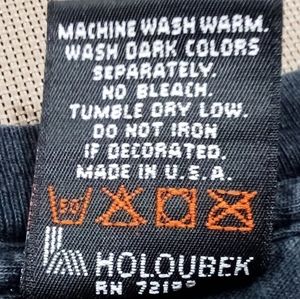 MACHINE WASH WARM.
WASH DARK COLORS
SEPARATELY.
NO BLEACH.
TUMBLE DRY LOW.
DO NOT IRON
IF DECORATED.
MADE IN U.S.A.
HOLOUBEK
RN